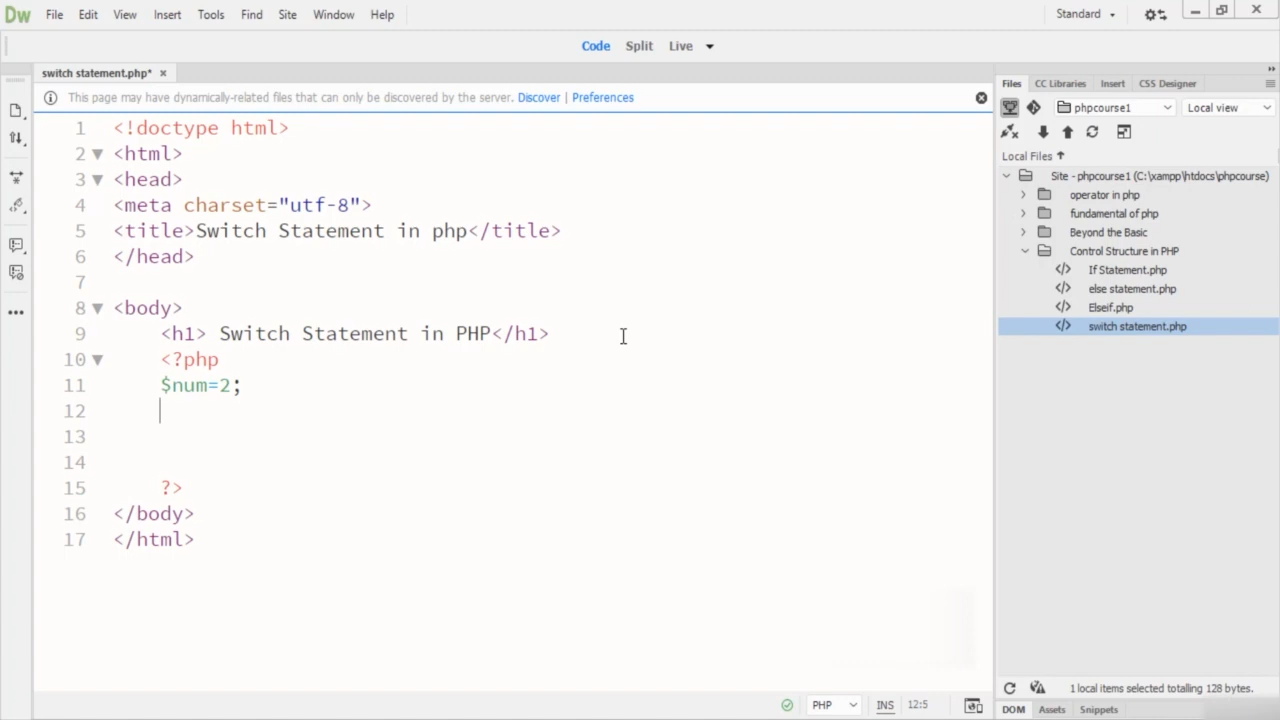 Dw File Edit View Insert Tools Find Site Window Help Standard
Code Split Live
switch statement.php* ×
This page may have dynamically-related files that can only be discovered by the server. Discover | Preferences
1 <!doctype html>
2 <html>
3 <head>
4 <meta charset="utf-8">
5 <title>Switch Statement in php</title>
6 </head>
7
8 <body>
9 <h1> Switch Statement in PHP</h1>
10 <?php
11 $num=2;
12
13
14
15 ?>
16 </body>
17 </html>
PHP INS 12:5
Files CC Libraries Insert CSS Designer
phpcourse1 Local view
Local Files
Site - phpcourse1 (C:\xampp\htdocs\phpcourse)
operator in php
fundamental of php
Beyond the Basic
Control Structure in PHP
If Statement.php
else statement.php
Elseif.php
switch statement.php
1 local items selected totalling 128 bytes.
DOM Assets Snippets